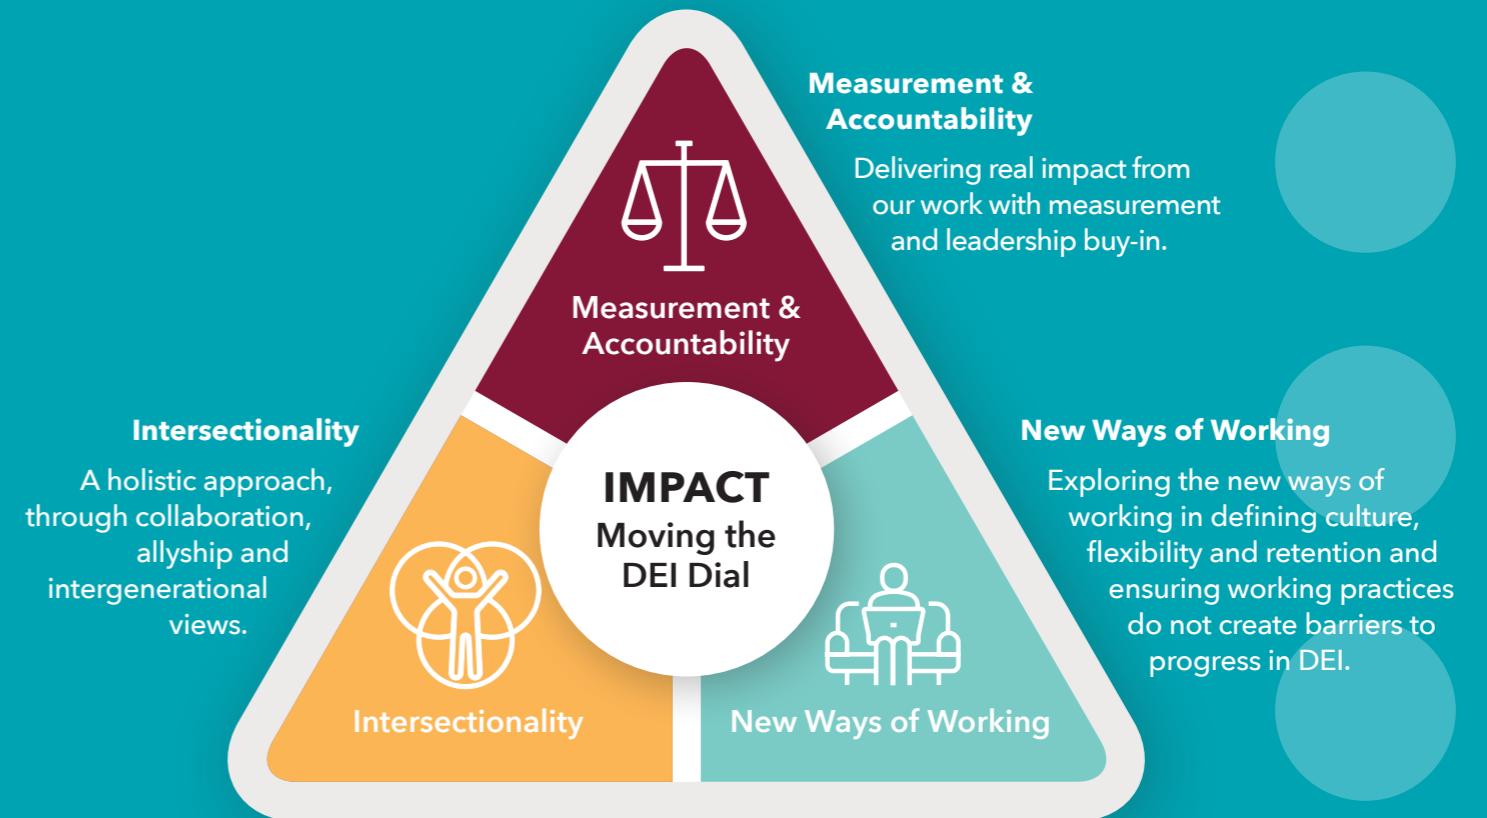 Measurement &
Accountability
Delivering real impact from
our work with measurement
and leadership buy-in.
Measurement &
Accountability
Intersectionality
A holistic approach,
through collaboration,
allyship and
intergenerational
views.
IMPACT
Moving the
DEI Dial
New Ways of Working
Exploring the new ways of
working in defining culture,
flexibility and retention and
ensuring working practices
do not create barriers to
progress in DEI.
Intersectionality
New Ways of Working